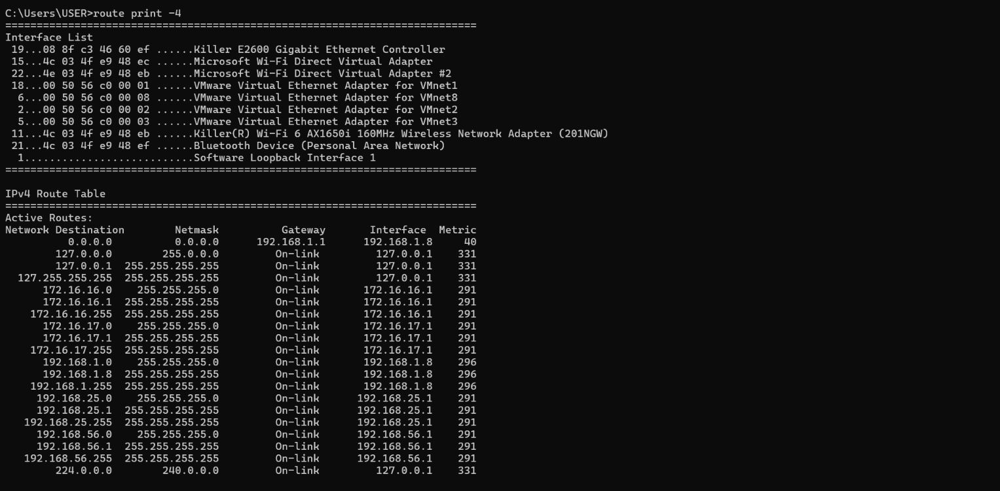 C:\Users\USER>route print -4
===========================================================================
Interface List
 19...08 8f c3 46 60 ef ......Killer E2600 Gigabit Ethernet Controller
 15...4c 03 4f e9 48 ec ......Microsoft Wi-Fi Direct Virtual Adapter
 22...4e 03 4f e9 48 eb ......Microsoft Wi-Fi Direct Virtual Adapter #2
 18...00 50 56 c0 00 01 ......VMware Virtual Ethernet Adapter for VMnet1
  6...00 50 56 c0 00 08 ......VMware Virtual Ethernet Adapter for VMnet8
  2...00 50 56 c0 00 02 ......VMware Virtual Ethernet Adapter for VMnet2
  5...00 50 56 c0 00 03 ......VMware Virtual Ethernet Adapter for VMnet3
 11...4c 03 4f e9 48 eb ......Killer(R) Wi-Fi 6 AX1650i 160MHz Wireless Network Adapter (201NGW)
 21...4c 03 4f e9 48 ef ......Bluetooth Device (Personal Area Network)
  1...........................Software Loopback Interface 1
===========================================================================

IPv4 Route Table
===========================================================================
Active Routes:
Network Destination        Netmask          Gateway       Interface  Metric
          0.0.0.0          0.0.0.0      192.168.1.1      192.168.1.8     40
        127.0.0.0        255.0.0.0         On-link         127.0.0.1    331
        127.0.0.1  255.255.255.255         On-link         127.0.0.1    331
  127.255.255.255  255.255.255.255         On-link         127.0.0.1    331
      172.16.16.0    255.255.255.0         On-link       172.16.16.1    291
      172.16.16.1  255.255.255.255         On-link       172.16.16.1    291
    172.16.16.255  255.255.255.255         On-link       172.16.16.1    291
      172.16.17.0    255.255.255.0         On-link       172.16.17.1    291
      172.16.17.1  255.255.255.255         On-link       172.16.17.1    291
    172.16.17.255  255.255.255.255         On-link       172.16.17.1    291
      192.168.1.0    255.255.255.0         On-link       192.168.1.8    296
      192.168.1.8  255.255.255.255         On-link       192.168.1.8    296
    192.168.1.255  255.255.255.255         On-link       192.168.1.8    296
     192.168.25.0    255.255.255.0         On-link      192.168.25.1    291
     192.168.25.1  255.255.255.255         On-link      192.168.25.1    291
   192.168.25.255  255.255.255.255         On-link      192.168.25.1    291
     192.168.56.0    255.255.255.0         On-link      192.168.56.1    291
     192.168.56.1  255.255.255.255         On-link      192.168.56.1    291
   192.168.56.255  255.255.255.255         On-link      192.168.56.1    291
        224.0.0.0        240.0.0.0         On-link         127.0.0.1    331